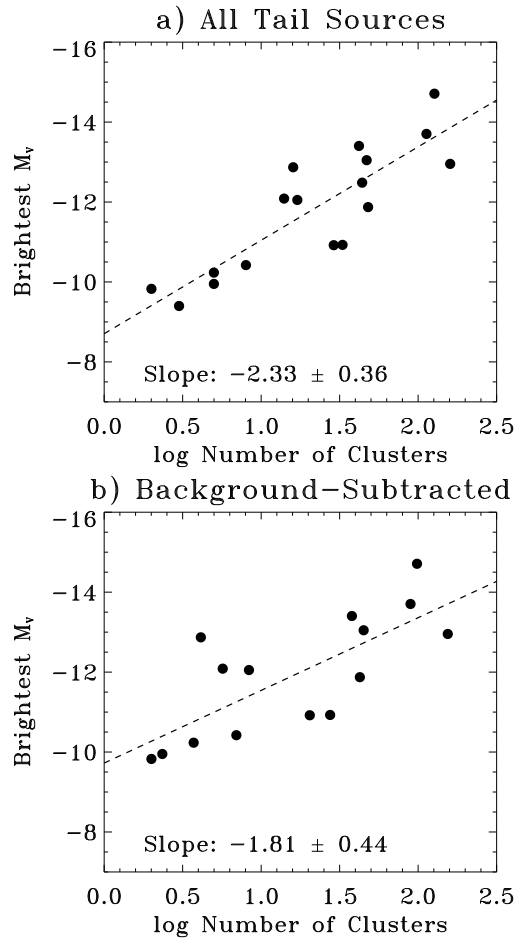 a) All Tail Sources
−16
−14
−12
−10
−8
Brightest Mv
Slope: −2.33 ± 0.36
0.0 0.5 1.0 1.5 2.0 2.5
log Number of Clusters
b) Background−Subtracted
−16
−14
−12
−10
−8
Brightest Mv
Slope: −1.81 ± 0.44
0.0 0.5 1.0 1.5 2.0 2.5
log Number of Clusters